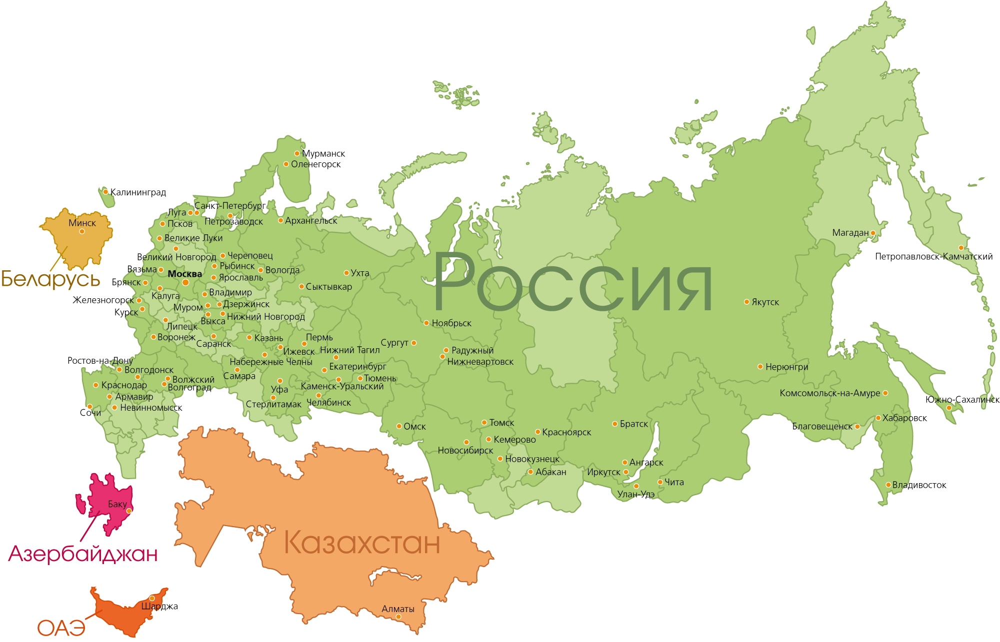 Мурманск
Оленегорск
Калининград
Санкт-Петербург
Луга
Петрозаводск
Архангельск
Псков
Минск
Великие Луки
Магадан
Великий Новгород
Череповец
Петропавловск-Камчатский
Рыбинск
Вязьма
Вологда
Москва
Ярославль
Ухта
Беларусь
Брянск
Сыктывкар
Россия
Калуга
Владимир
Железногорск
Муром
Дзержинск
Якутск
Курск
Выкса
Нижний Новгород
Липецк
Ноябрьск
Воронеж
Саранск
Казань
Пермь
Сургут
Ижевск
Нижний Тагил
Радужный
Ростов-на-Дону
Набережные Челны
Нижневартовск
Волгодонск
Екатеринбург
Нерюнгри
Самара
Волжский
Тюмень
Краснодар
Волгоград
Уфа
Каменск-Уральский
Комсомольск-на-Амуре
Армавир
Стерлитамак
Челябинск
Южно-Сахалинск
Сочи
Невинномысск
Хабаровск
Омск
Томск
Братск
Благовещенск
Красноярск
Кемерово
Новосибирск
Новокузнецк
Ангарск
Абакан
Иркутск
Чита
Владивосток
Улан-Удэ
Баку
Казахстан
Азербайджан
Шарджа
Алматы
ОАЭ